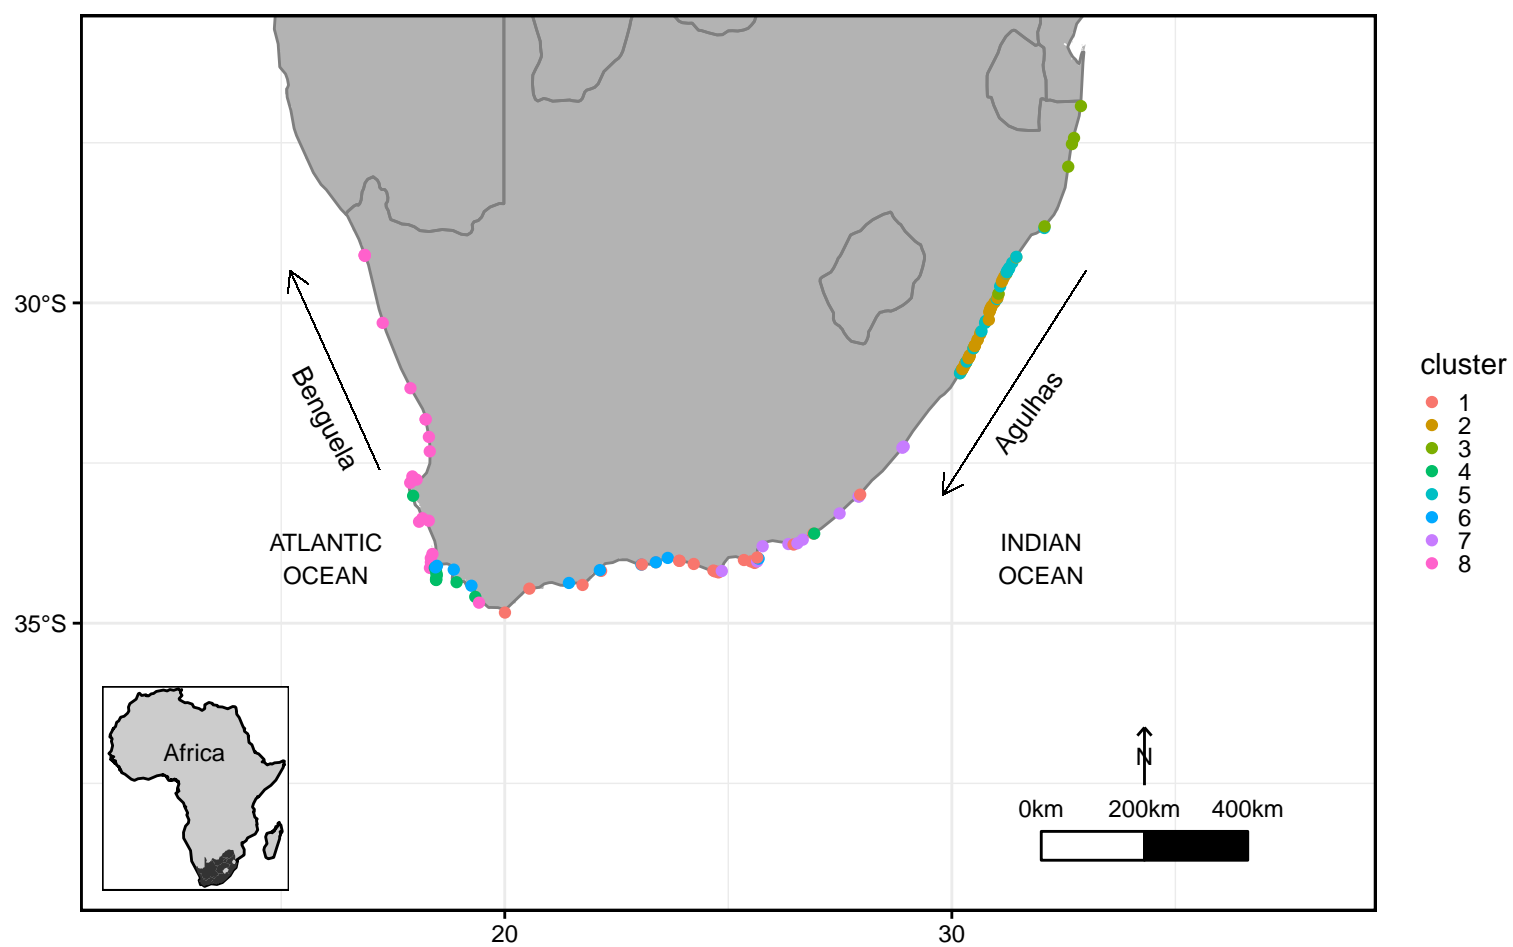 30°S
35°S
20
30
Benguela
Agulhas
ATLANTIC
OCEAN
INDIAN
OCEAN
Africa
N
0km 200km 400km
cluster
1
2
3
4
5
6
7
8